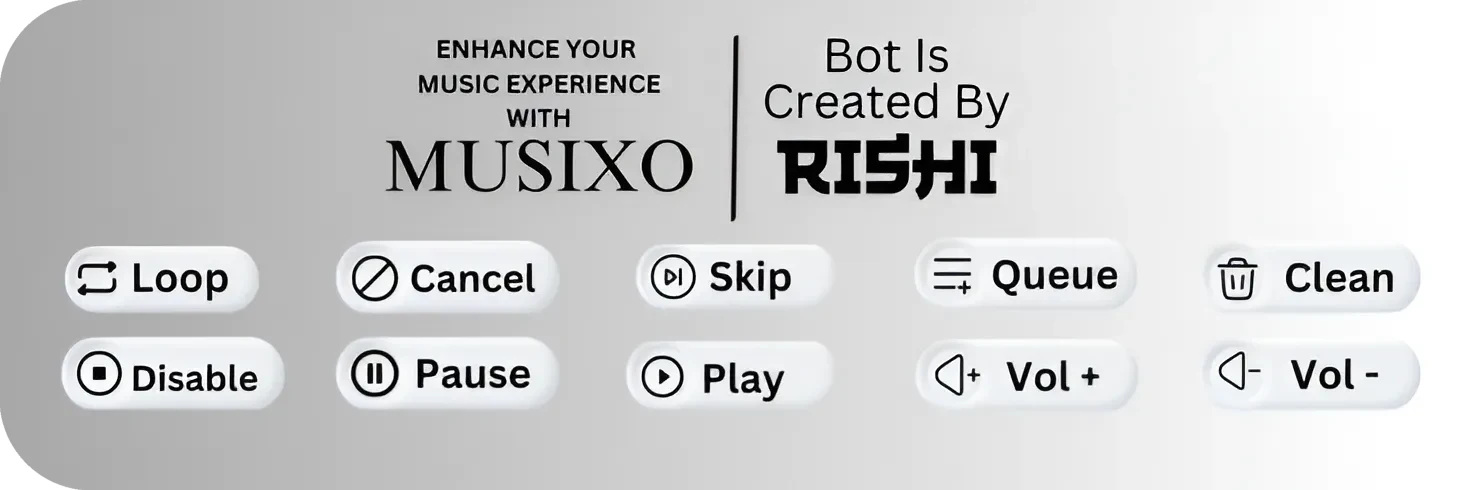 ENHANCE YOUR
MUSIC EXPERIENCE
WITH
MUSIXO
Bot Is
Created By
RISHI
Loop
Cancel
Skip
Queue
Clean
Disable
Pause
Play
Vol +
Vol -